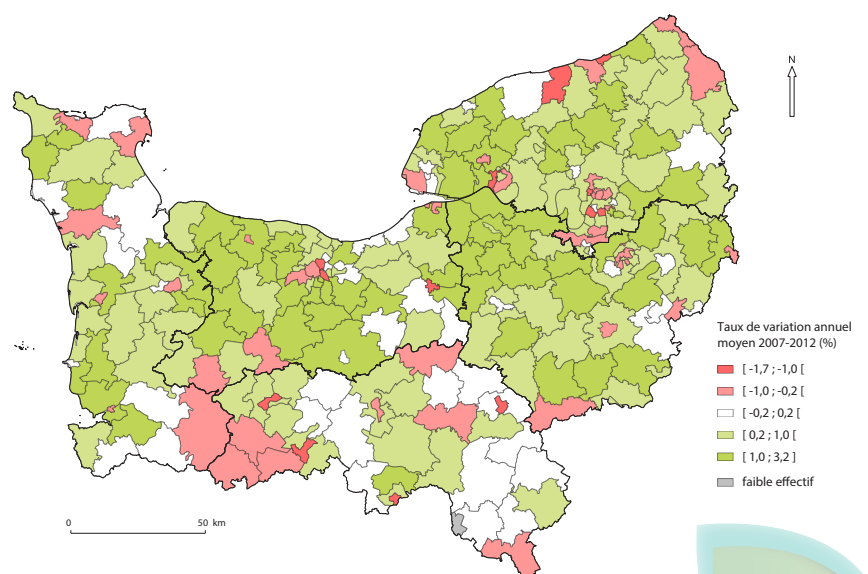 N
Taux de variation annuel
moyen 2007-2012 (%)
[ -1,7 ; -1,0 [
[ -1,0 ; -0,2 [
[ -0,2 ; 0,2 [
[ 0,2 ; 1,0 [
[ 1,0 ; 3,2 ]
faible effectif
0 50 km